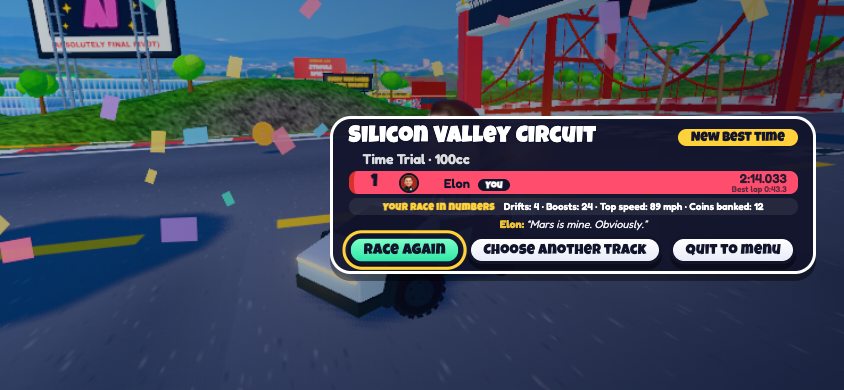 ABSOLUTELY FINAL PIVOT)
SILICON VALLEY CIRCUIT
NEW BEST TIME
Time Trial · 100cc
1 Elon YOU 2:14.033
Best lap 0:43.3
YOUR RACE IN NUMBERS Drifts: 4 · Boosts: 24 · Top speed: 89 mph · Coins banked: 12
Elon: "Mars is mine. Obviously."
RACE AGAIN CHOOSE ANOTHER TRACK QUIT TO MENU